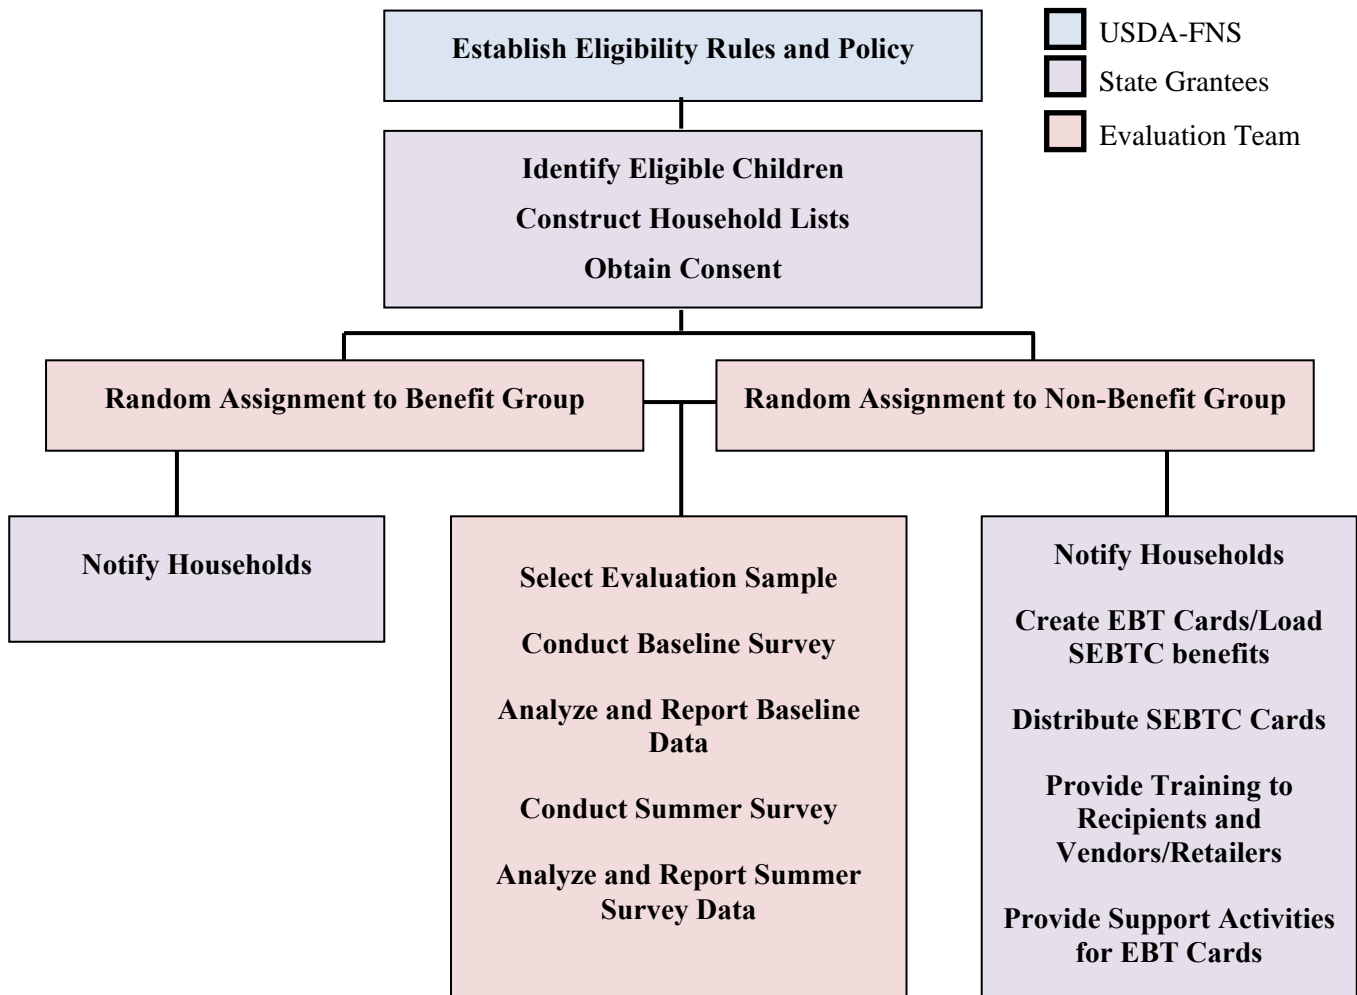 Establish Eligibility Rules and Policy
USDA-FNS
State Grantees
Evaluation Team
Identify Eligible Children
Construct Household Lists
Obtain Consent
Random Assignment to Benefit Group
Random Assignment to Non-Benefit Group
Notify Households
Select Evaluation Sample
Conduct Baseline Survey
Analyze and Report Baseline
Data
Conduct Summer Survey
Analyze and Report Summer
Survey Data
Notify Households
Create EBT Cards/Load
SEBTC benefits
Distribute SEBTC Cards
Provide Training to
Recipients and
Vendors/Retailers
Provide Support Activities
for EBT Cards